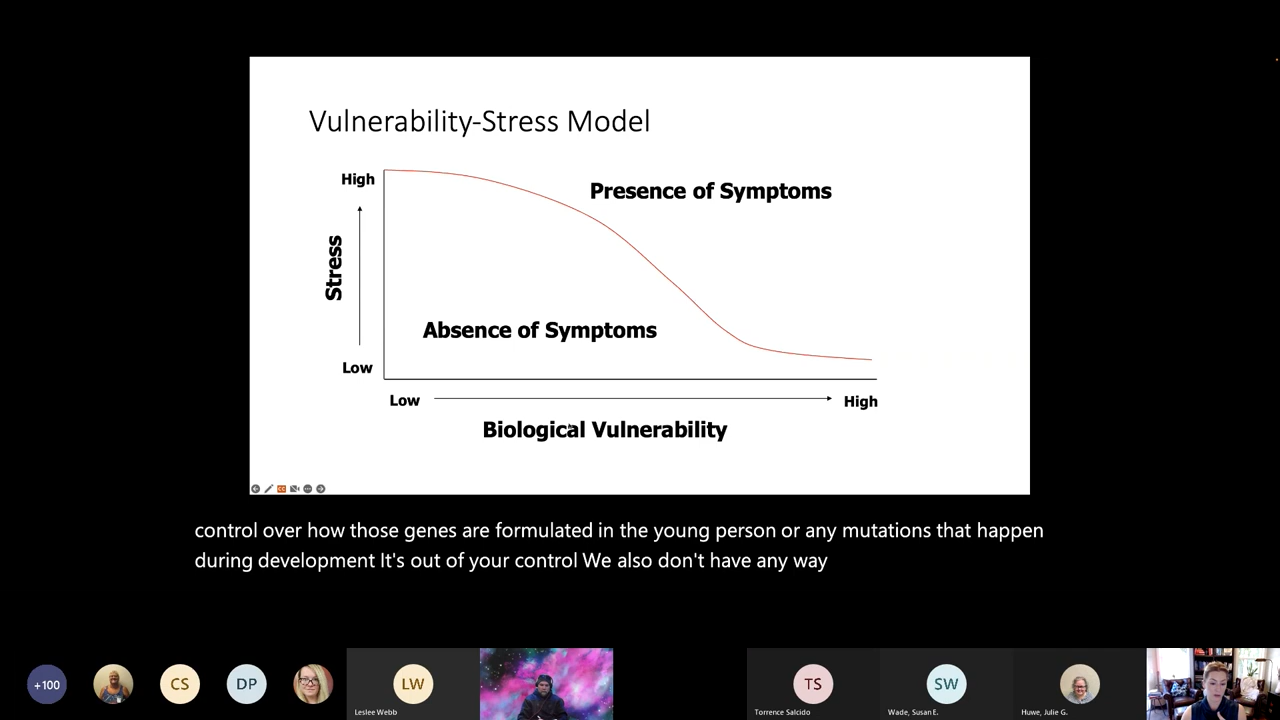 Vulnerability-Stress Model
High
Presence of Symptoms
Stress
Absence of Symptoms
Low
Low
High
Biological Vulnerability
CC
control over how those genes are formulated in the young person or any mutations that happen
during development It's out of your control We also don't have any way
+100
CS
DP
LW
TS
SW
Leslee Webb
Torrence Salcido
Wade, Susan E.
Huwe, Julie G.